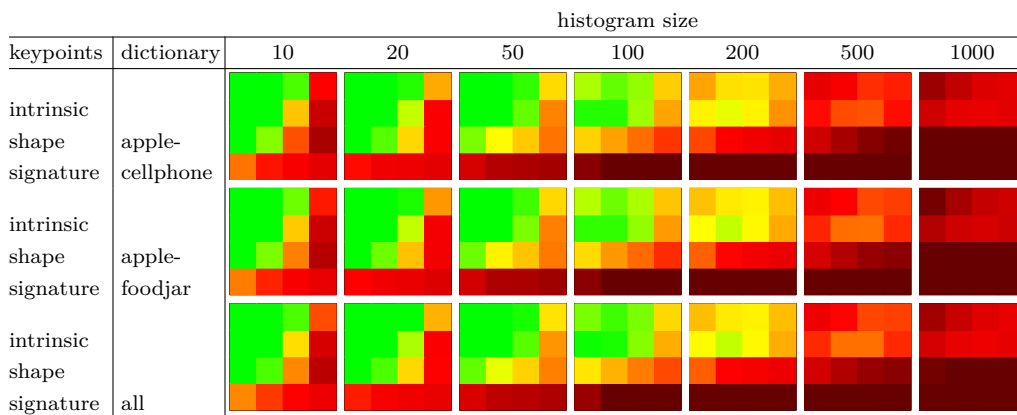 histogram size
keypoints dictionary 10 20 50 100 200 500 1000
intrinsic
shape apple-
signature cellphone
intrinsic
shape apple-
signature foodjar
intrinsic
shape
signature all